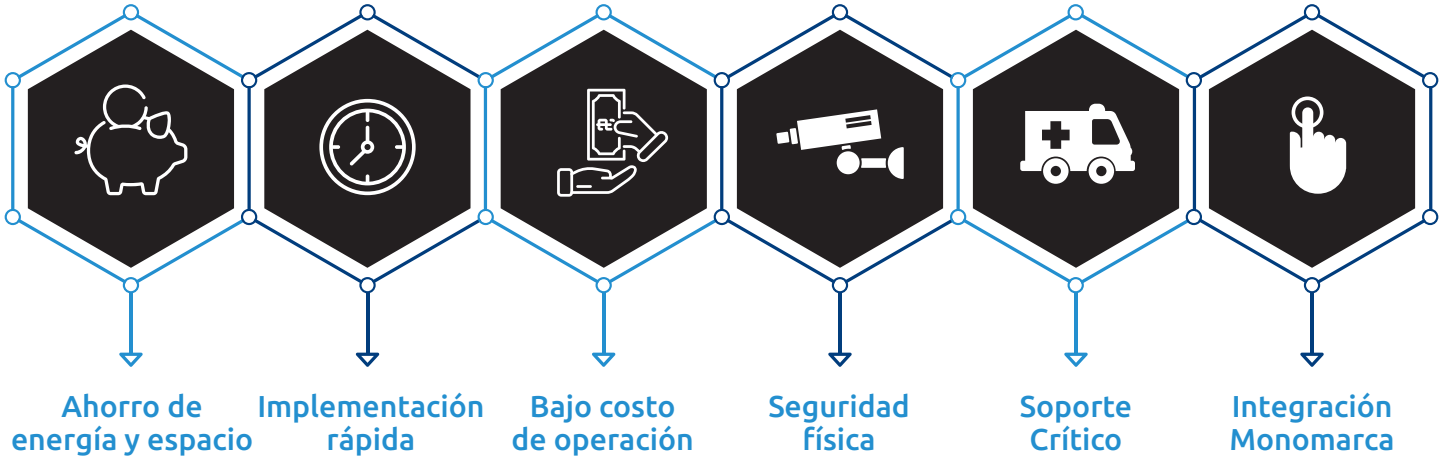 Ahorro de
energía y espacio
Implementación
rápida
Bajo costo
de operación
Seguridad
física
Soporte
Crítico
Integración
Monomarca